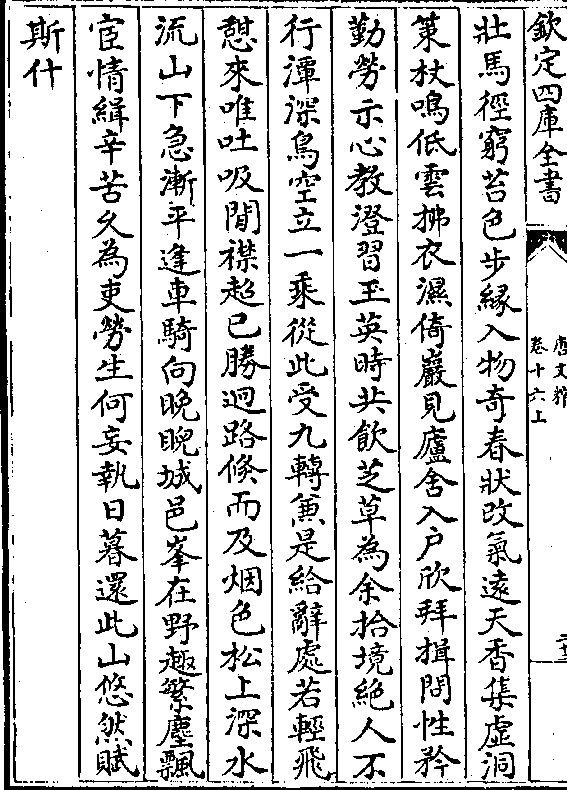 欽定四庫全書
唐文粹
卷十六上
壯馬徑窮苔色步緣入物奇春狀改氣遠天香集虛洞
策杖鳴低雲拂衣濕倚巖見廬舍入户欣拜揖問性矜
勤勞示心教澄習玉英時共飲芝草為余拾境絕人不
行潭深鳥空立一乘從此受九轉兼是給辭處若輕飛
憇來唯吐吸閒襟超已勝迥路倐而及烟色松上深水
流山下急漸平逢車騎向晚睨城邑峯在野趣繁塵飄
宦情緝辛苦乆為吏勞生何妄執日暮還此山悠然賦
斯什